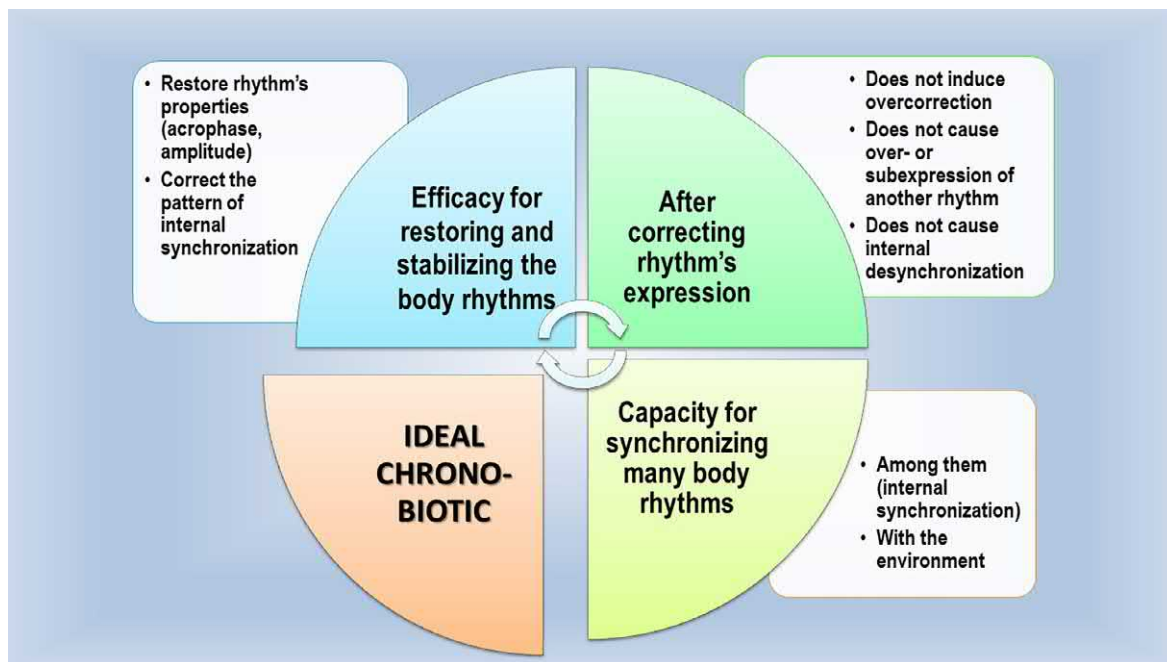 • Restore rhythm's
properties
(acrophase,
amplitude)
• Correct the
pattern of
internal
synchronization
Efficacy for
restoring and
stabilizing the
body rhythms
After
correcting
rhythm's
expression
• Does not induce
overcorrection
• Does not cause
over- or
subexpression of
another rhythm
• Does not cause
internal
desynchronization
IDEAL
CHRONO-
BIOTIC
Capacity for
synchronizing
many body
rhythms
• Among them
(internal
synchronization)
• With the
environment